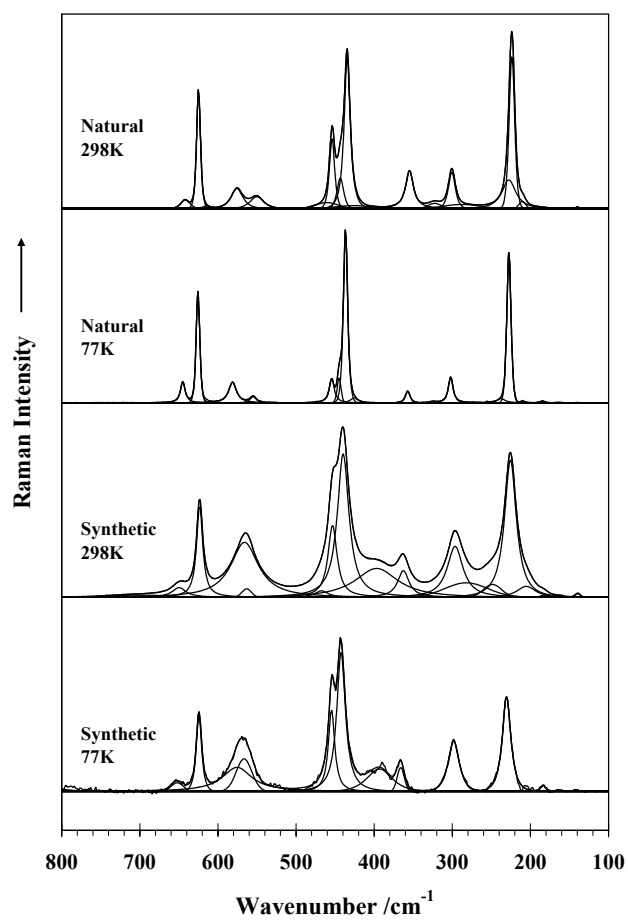 Natural
298K
Natural
77K
Synthetic
298K
Synthetic
77K
Raman Intensity
800 700 600 500 400 300 200 100
Wavenumber /cm-1